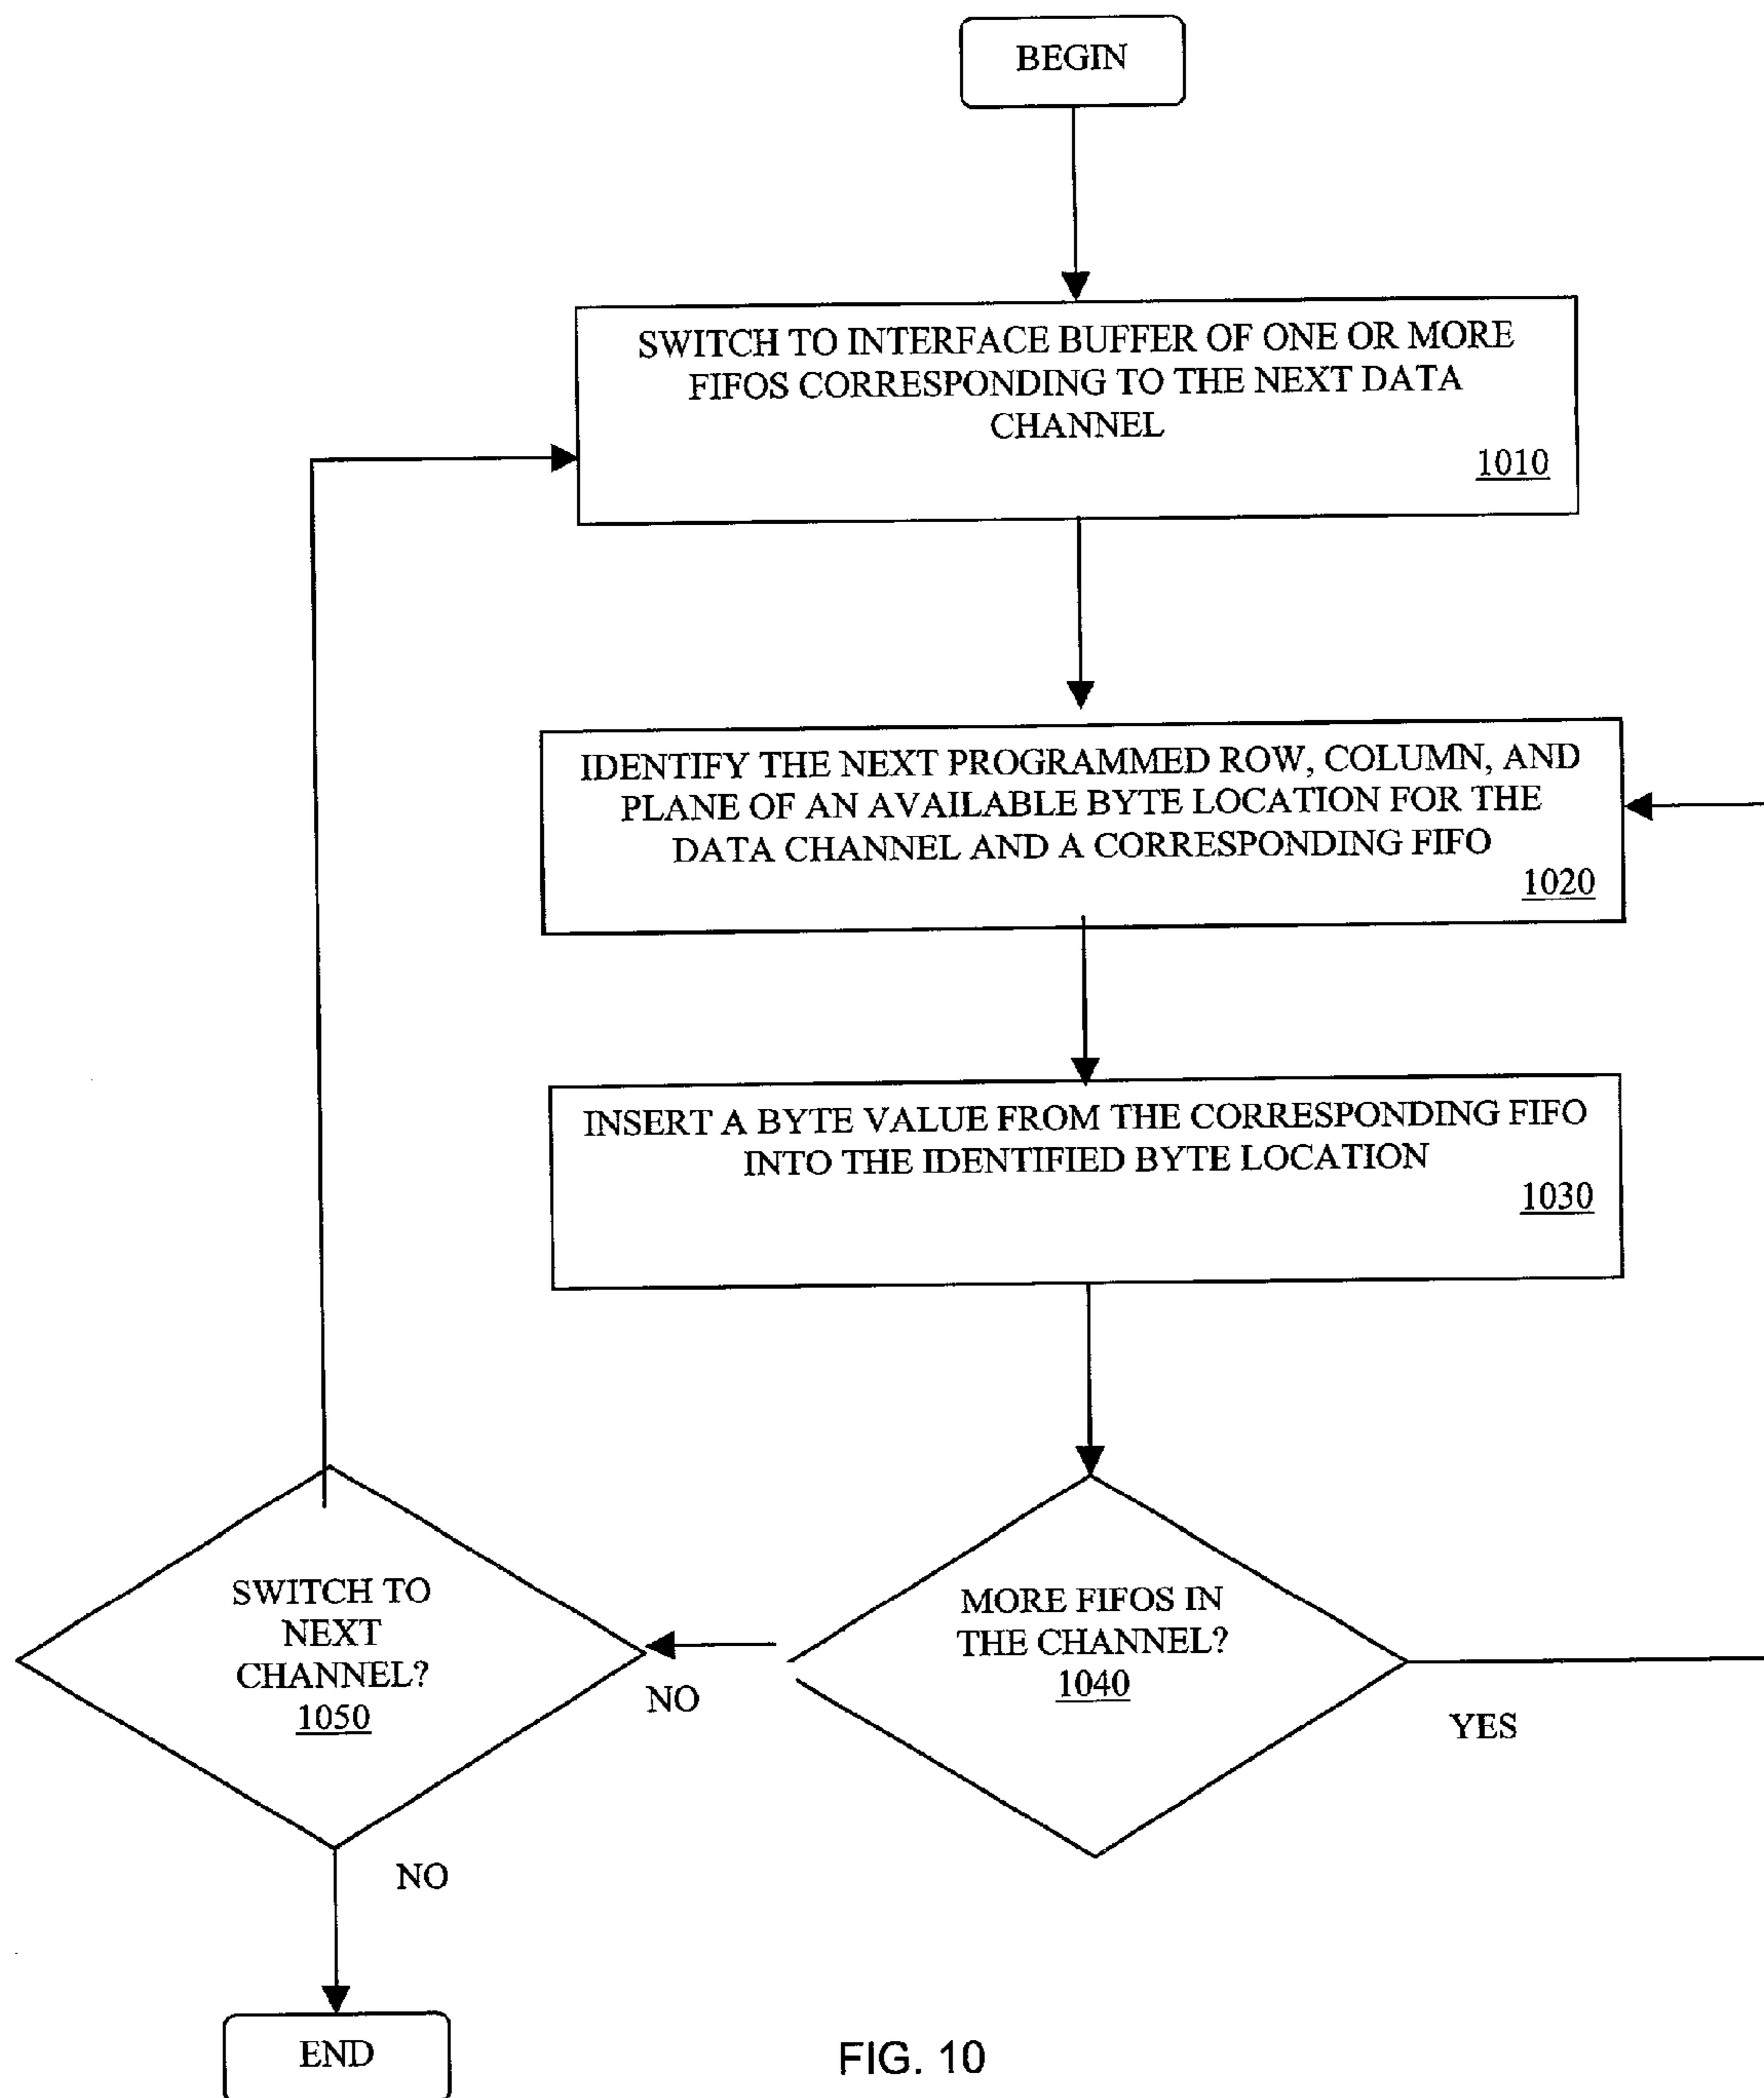 BEGIN
SWITCH TO INTERFACE BUFFER OF ONE OR MORE
FIFOS CORRESPONDING TO THE NEXT DATA
CHANNEL
1010
IDENTIFY THE NEXT PROGRAMMED ROW, COLUMN, AND
PLANE OF AN AVAILABLE BYTE LOCATION FOR THE
DATA CHANNEL AND A CORRESPONDING FIFO
1020
INSERT A BYTE VALUE FROM THE CORRESPONDING FIFO
INTO THE IDENTIFIED BYTE LOCATION
1030
MORE FIFOS IN
THE CHANNEL?
1040
YES
NO
SWITCH TO
NEXT
CHANNEL?
1050
NO
END
FIG. 10